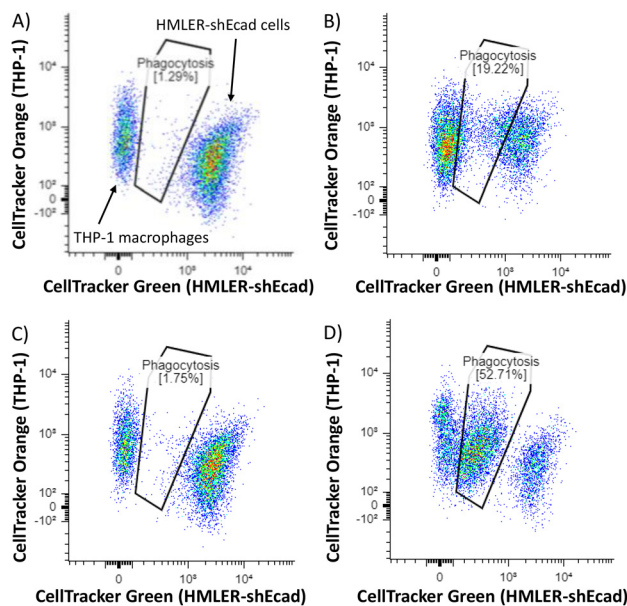 A)
HMLER-shEcad cells
Phagocytosis
[1.29%]
CellTracker Orange (THP-1)
10⁴
10³
10²
0
-10²
THP-1 macrophages
0
10³
10⁴
CellTracker Green (HMLER-shEcad)
B)
Phagocytosis
[19.22%]
CellTracker Orange (THP-1)
10⁴
10³
10²
0
-10²
0
10³
10⁴
CellTracker Green (HMLER-shEcad)
C)
Phagocytosis
[1.75%]
CellTracker Orange (THP-1)
10⁴
10³
10²
0
-10²
0
10³
10⁴
CellTracker Green (HMLER-shEcad)
D)
Phagocytosis
[52.71%]
CellTracker Orange (THP-1)
10⁴
10³
10²
0
-10²
0
10³
10⁴
CellTracker Green (HMLER-shEcad)